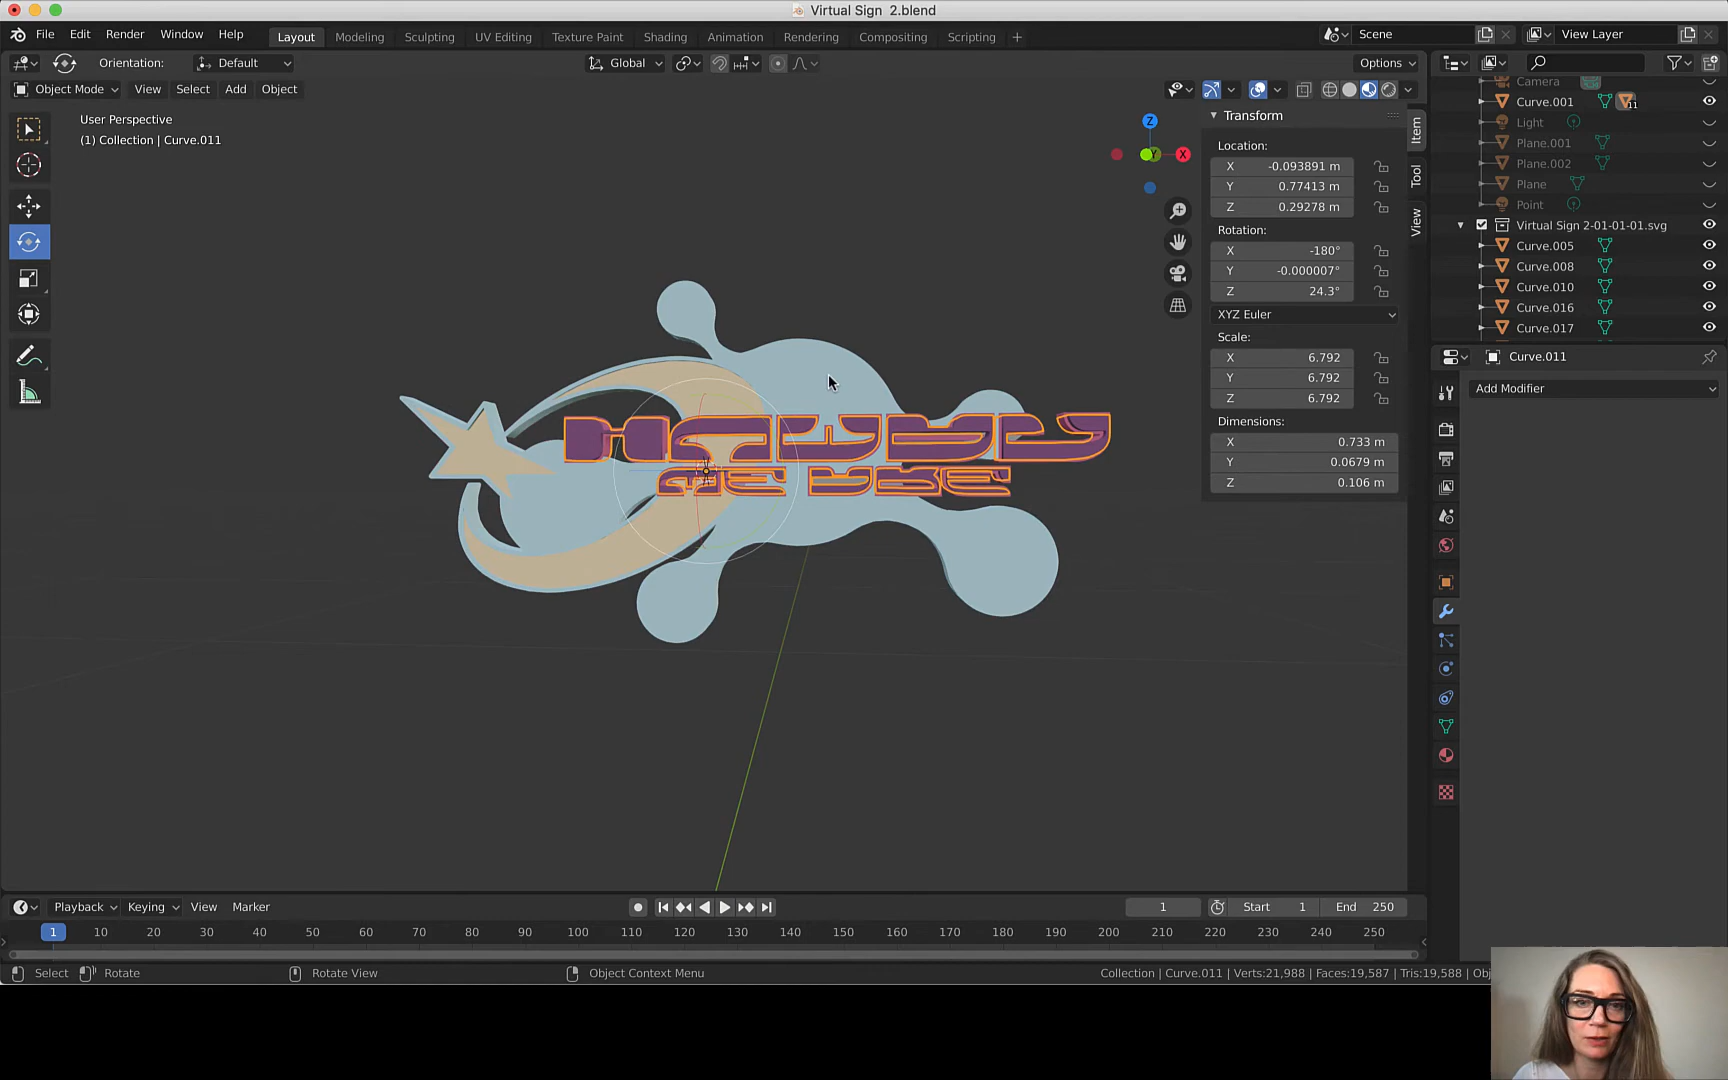 Virtual Sign 2.blend
File Edit Render Window Help Layout Modeling Sculpting UV Editing Texture Paint Shading Animation Rendering Compositing Scripting + Scene View Layer
Orientation: Default Global Options
Object Mode View Select Add Object
User Perspective
(1) Collection | Curve.011
Z
Y
X
Transform
Location:
X -0.093891 m
Y 0.77413 m
Z 0.29278 m
Rotation:
X -180°
Y -0.000007°
Z 24.3°
XYZ Euler
Scale:
X 6.792
Y 6.792
Z 6.792
Dimensions:
X 0.733 m
Y 0.0679 m
Z 0.106 m
Item
Tool
View
Camera
Curve.001 11
Light
Plane.001
Plane.002
Plane
Point
Virtual Sign 2-01-01-01.svg
Curve.005
Curve.008
Curve.010
Curve.016
Curve.017
Curve.011
Add Modifier
Playback Keying View Marker 1 Start 1 End 250
1 10 20 30 40 50 60 70 80 90 100 110 120 130 140 150 160 170 180 190 200 210 220 230 240 250
Select Rotate Rotate View Object Context Menu Collection | Curve.011 | Verts:21,988 | Faces:19,587 | Tris:19,588 | Obj